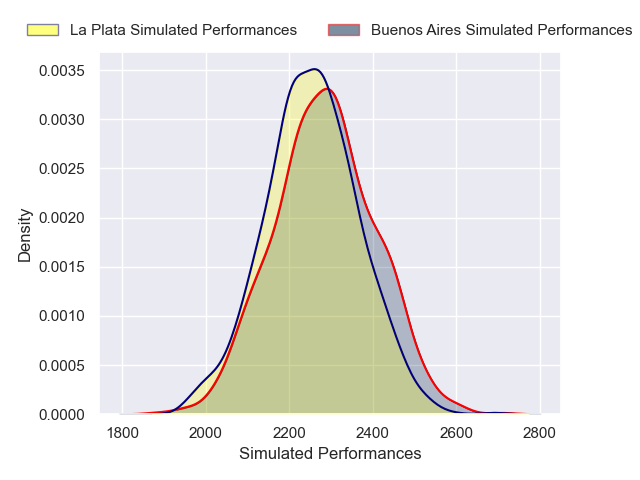 La Plata Simulated Performances
Buenos Aires Simulated Performances
0.0035
0.0030
0.0025
0.0020
0.0015
0.0010
0.0005
0.0000
Density
1800 2000 2200 2400 2600 2800
Simulated Performances